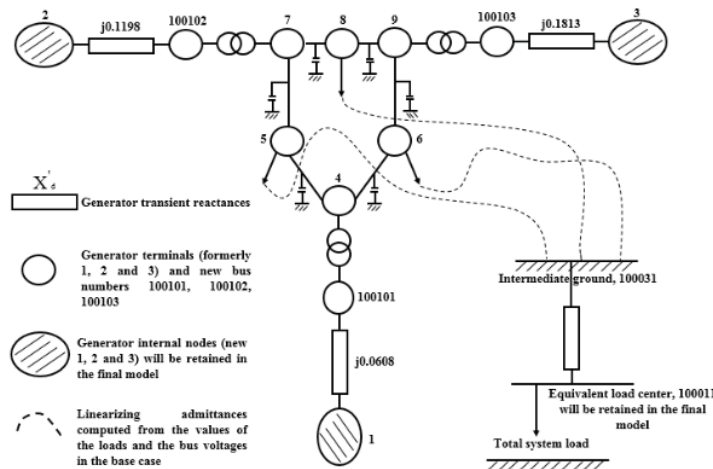 2
j0.1198
100102
7
8
9
100103
j0.1813
3
5
6
4
X'd
Generator transient reactances
Generator terminals (formerly
1, 2 and 3) and new bus
numbers 100101, 100102,
100103
Generator internal nodes (new
1, 2 and 3) will be retained in
the final model
Linearizing admittances
computed from the values of
the loads and the bus voltages
in the base case
100101
j0.0608
1
Intermediate ground, 100031
Equivalent load center, 100011
will be retained in the final
model
Total system load